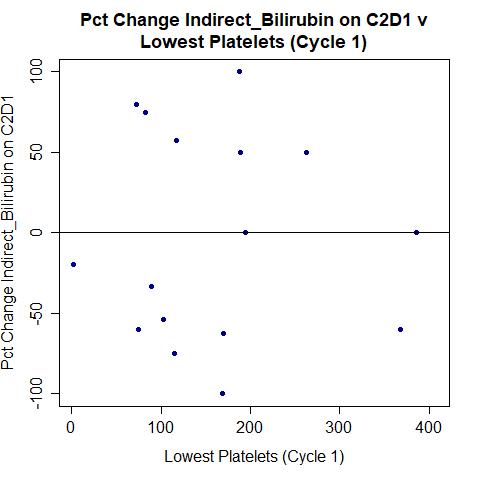 Pct Change Indirect_Bilirubin on C2D1 v
Lowest Platelets (Cycle 1)
Pct Change Indirect_Bilirubin on C2D1
100
50
0
-50
-100
0 100 200 300 400
Lowest Platelets (Cycle 1)